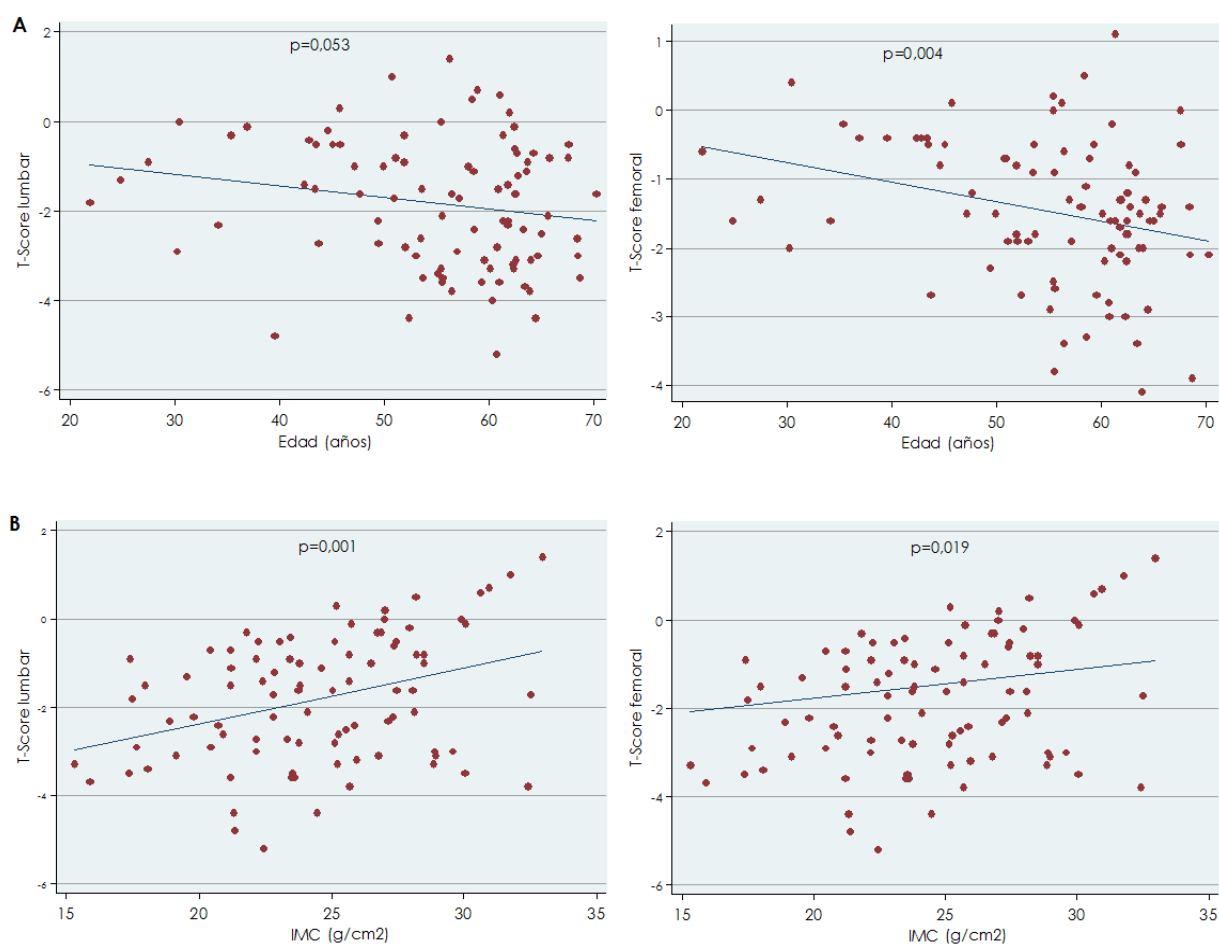 A
p=0,053
T-Score lumbar
2
0
-2
-4
-6
20 30 40 50 60 70
Edad (años)
p=0,004
T-Score femoral
1
0
-1
-2
-3
-4
20 30 40 50 60 70
Edad (años)
B
p=0,001
T-Score lumbar
2
0
-2
-4
-6
15 20 25 30 35
IMC (g/cm2)
p=0,019
T-Score femoral
2
0
-2
-4
-6
15 20 25 30 35
IMC (g/cm2)